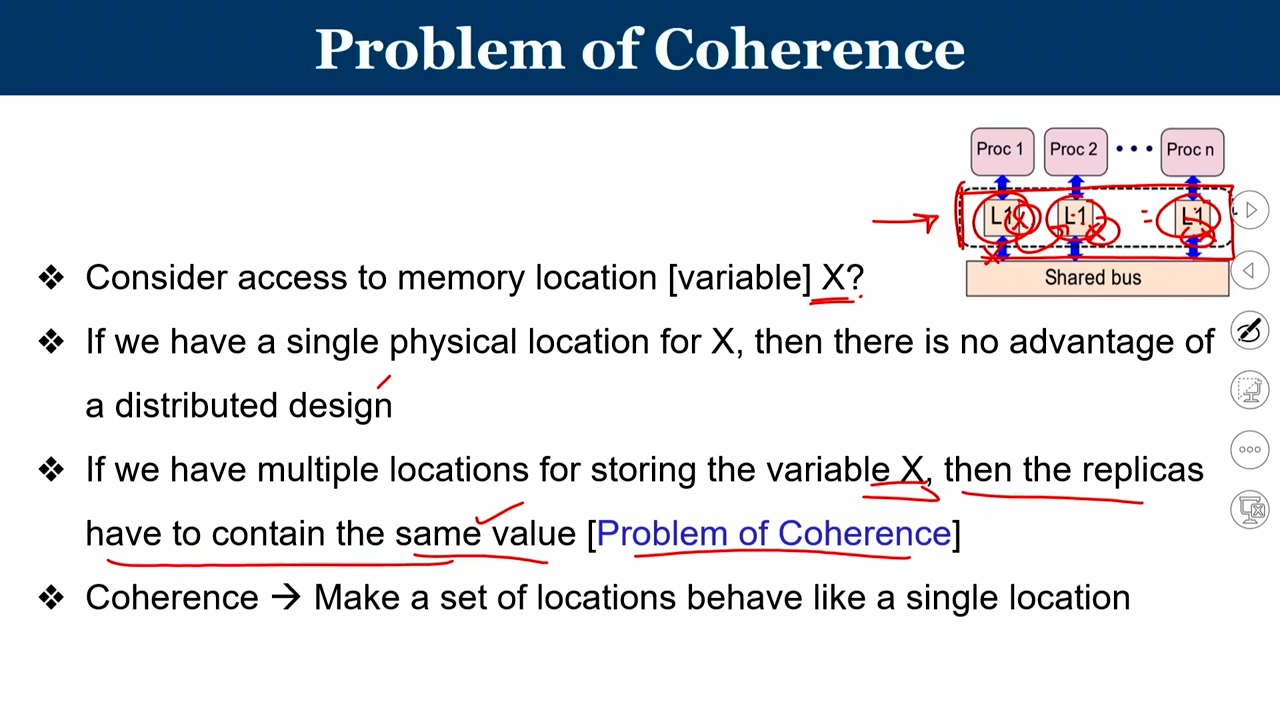 Problem of Coherence
Proc 1 Proc 2 Proc n
L1 L1 L1
X X X
X
Shared bus
❖ Consider access to memory location [variable] X?
❖ If we have a single physical location for X, then there is no advantage of
a distributed design
❖ If we have multiple locations for storing the variable X, then the replicas
have to contain the same value [Problem of Coherence]
❖ Coherence → Make a set of locations behave like a single location